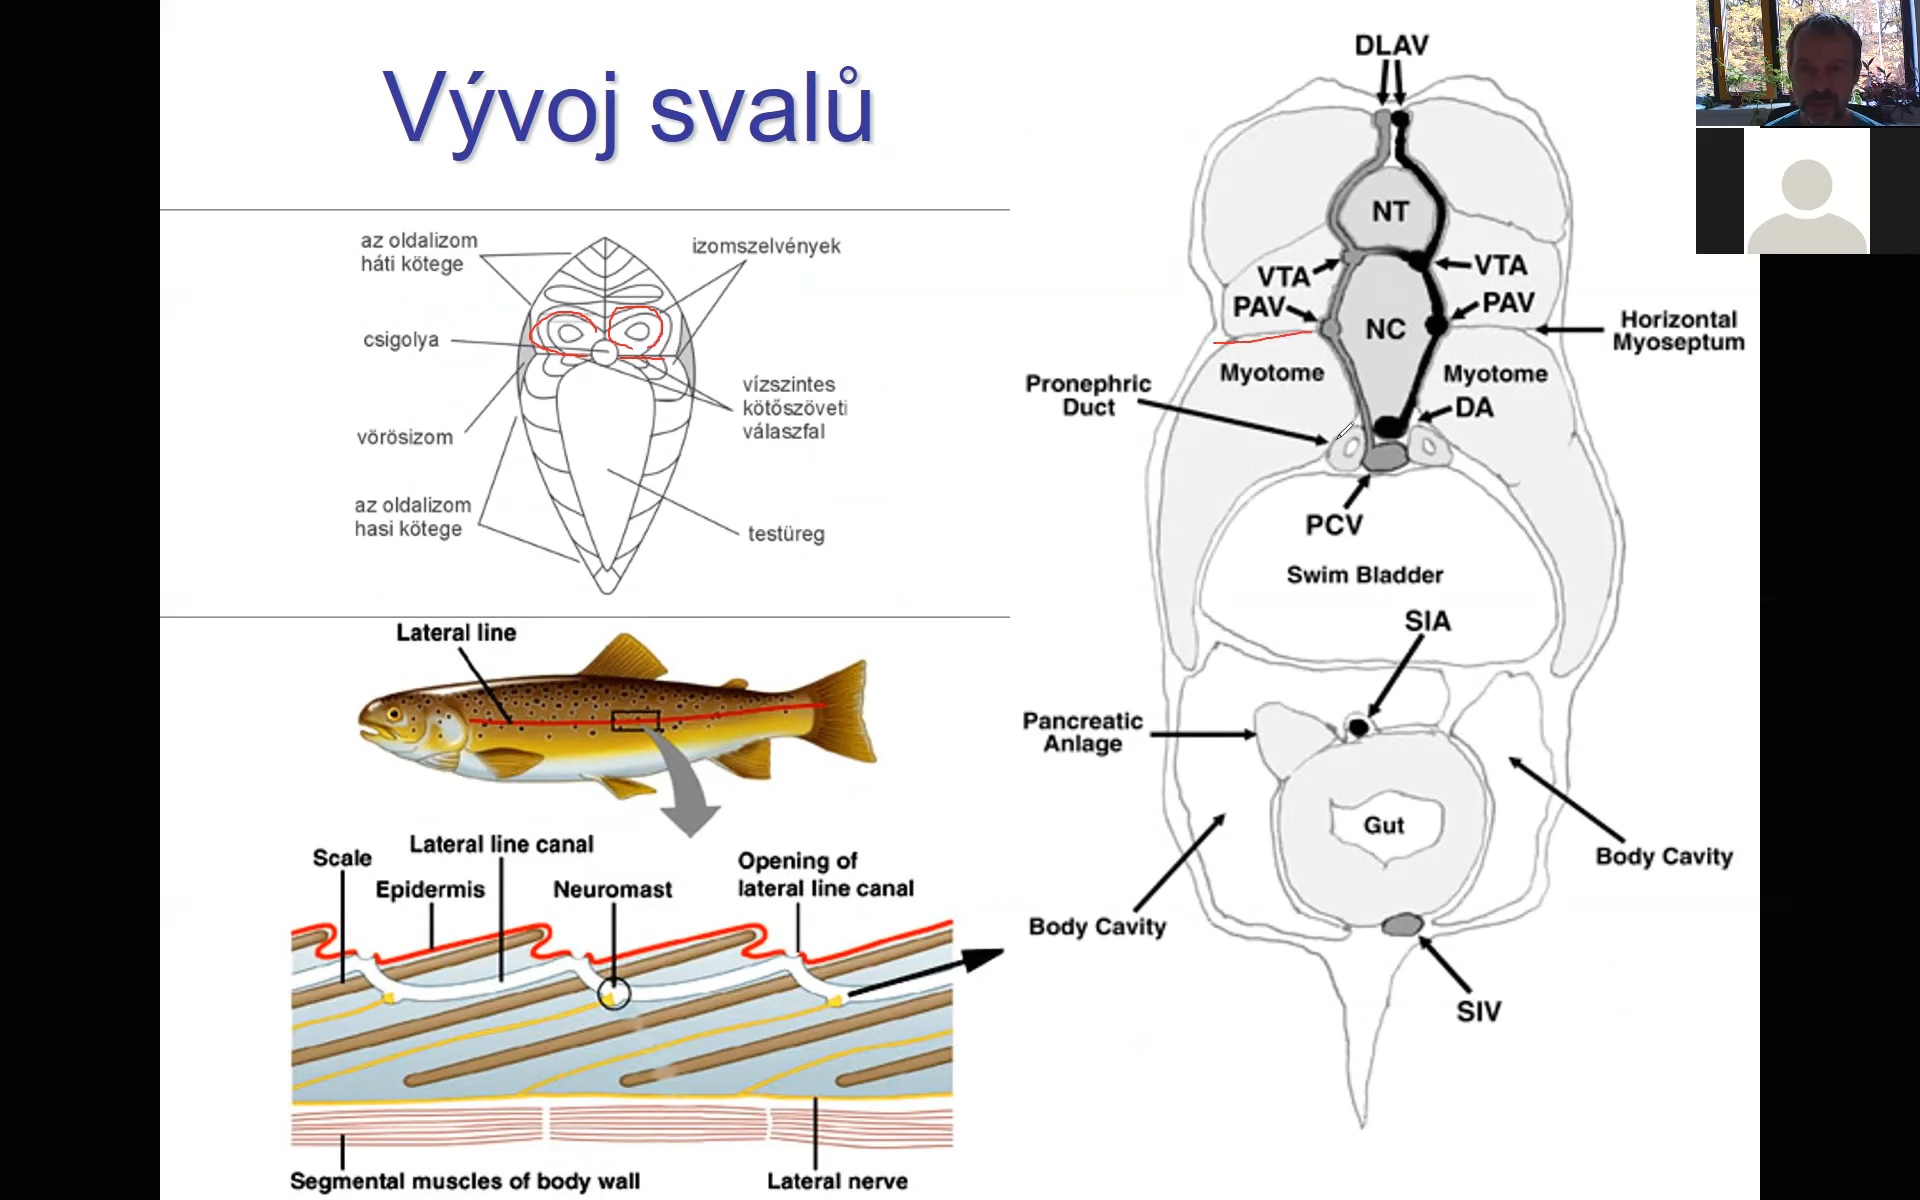 Vývoj svalů
az oldalizom
háti kötege
izomszelvények
csigolya
vízszintes
kötőszöveti
válaszfal
vörösizom
az oldalizom
hasi kötege
testüreg
Lateral line
Scale
Lateral line canal
Epidermis
Neuromast
Opening of
lateral line canal
Segmental muscles of body wall
Lateral nerve
DLAV
NT
VTA
VTA
PAV
PAV
NC
Horizontal
Myoseptum
Myotome
Myotome
Pronephric
Duct
DA
PCV
Swim Bladder
SIA
Pancreatic
Anlage
Gut
Body Cavity
Body Cavity
SIV